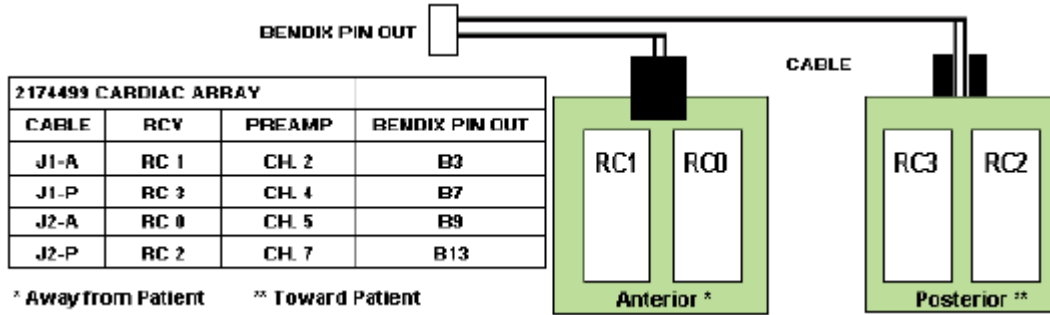 BENDIX PIN OUT
CABLE
2174499 CARDIAC ARRAY
CABLE RCV PREAMP BENDIX PIN OUT
J1-A RC 1 CH. 2 B3
J1-P RC 3 CH. 4 B7
J2-A RC 0 CH. 5 B9
J2-P RC 2 CH. 7 B13
* Away from Patient ** Toward Patient
RC1 RC0 RC3 RC2
Anterior * Posterior **